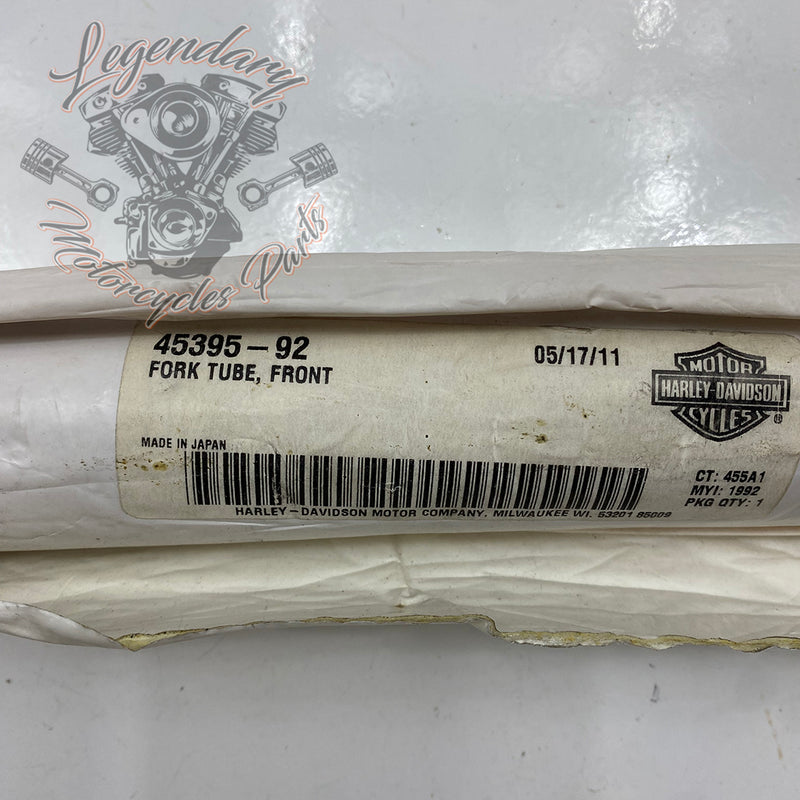 Legendary
Motorcycles Parts
45395-92
FORK TUBE, FRONT
05/17/11
MOTOR
HARLEY-DAVIDSON
CYCLES
®
MADE IN JAPAN
CT: 455A1
MYI: 1992
PKG QTY: 1
HARLEY-DAVIDSON MOTOR COMPANY, MILWAUKEE WI. 53201 85009